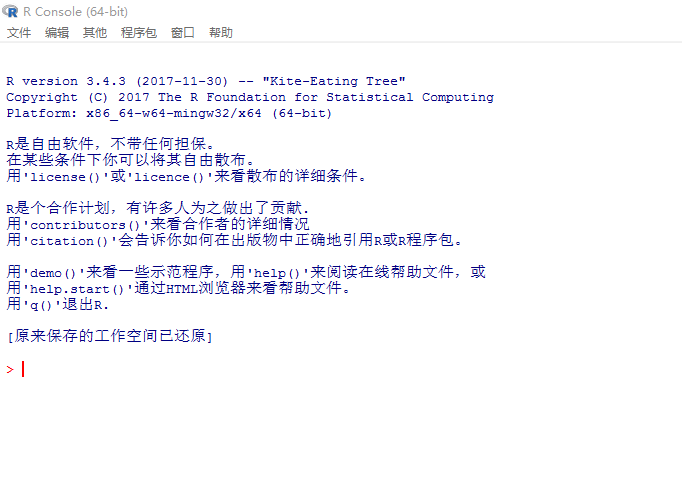 R Console (64-bit)
文件 编辑 其他 程序包 窗口 帮助
R version 3.4.3 (2017-11-30) -- "Kite-Eating Tree"
Copyright (C) 2017 The R Foundation for Statistical Computing
Platform: x86_64-w64-mingw32/x64 (64-bit)
R是自由软件，不带任何担保。
在某些条件下你可以将其自由散布。
用'license()'或'licence()'来看散布的详细条件。
R是个合作计划，有许多人为之做出了贡献.
用'contributors()'来看合作者的详细情况
用'citation()'会告诉你如何在出版物中正确地引用R或R程序包。
用'demo()'来看一些示范程序，用'help()'来阅读在线帮助文件，或
用'help.start()'通过HTML浏览器来看帮助文件。
用'q()'退出R.
[原来保存的工作空间已还原]
>